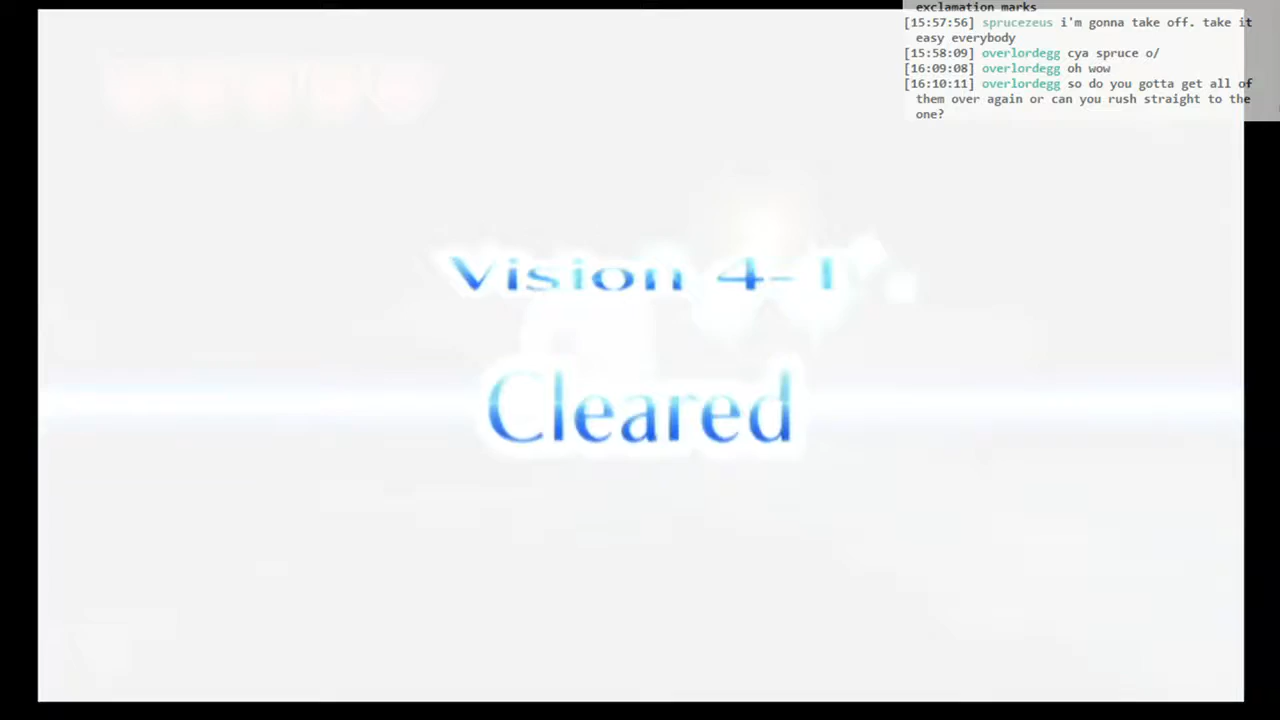 exclamation marks
[15:57:56] sprucezeus i'm gonna take off. take it
easy everybody
[15:58:09] overlordegg cya spruce o/
[16:09:08] overlordegg oh wow
[16:10:11] overlordegg so do you gotta get all of
them over again or can you rush straight to the
one?
Vision 4-1
Cleared